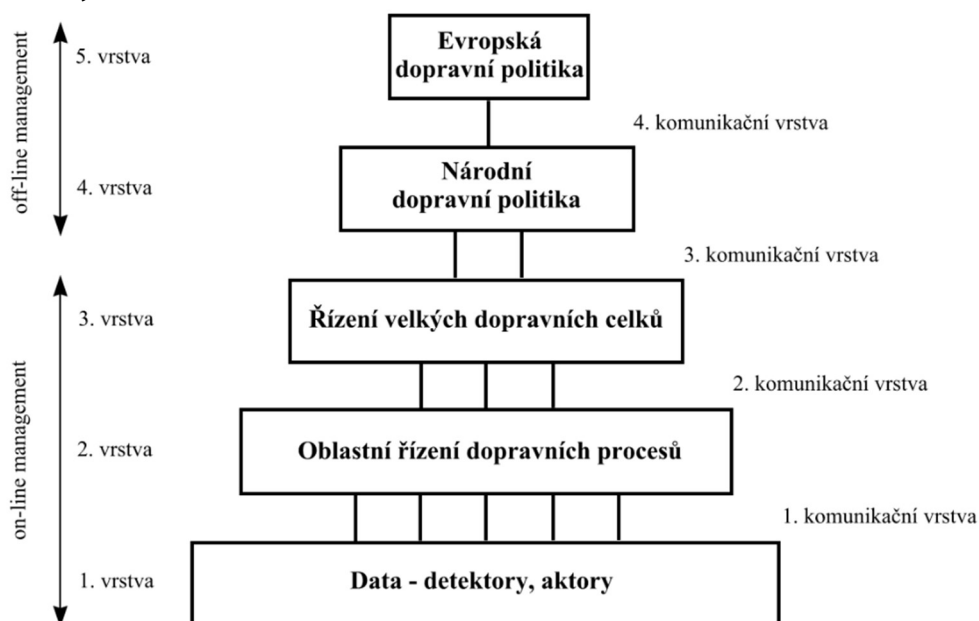 off-line management
5. vrstva
Evropská
dopravní politika
4. komunikační vrstva
4. vrstva
Národní
dopravní politika
3. komunikační vrstva
on-line management
3. vrstva
Řízení velkých dopravních celků
2. komunikační vrstva
2. vrstva
Oblastní řízení dopravních procesů
1. komunikační vrstva
1. vrstva
Data - detektory, aktory